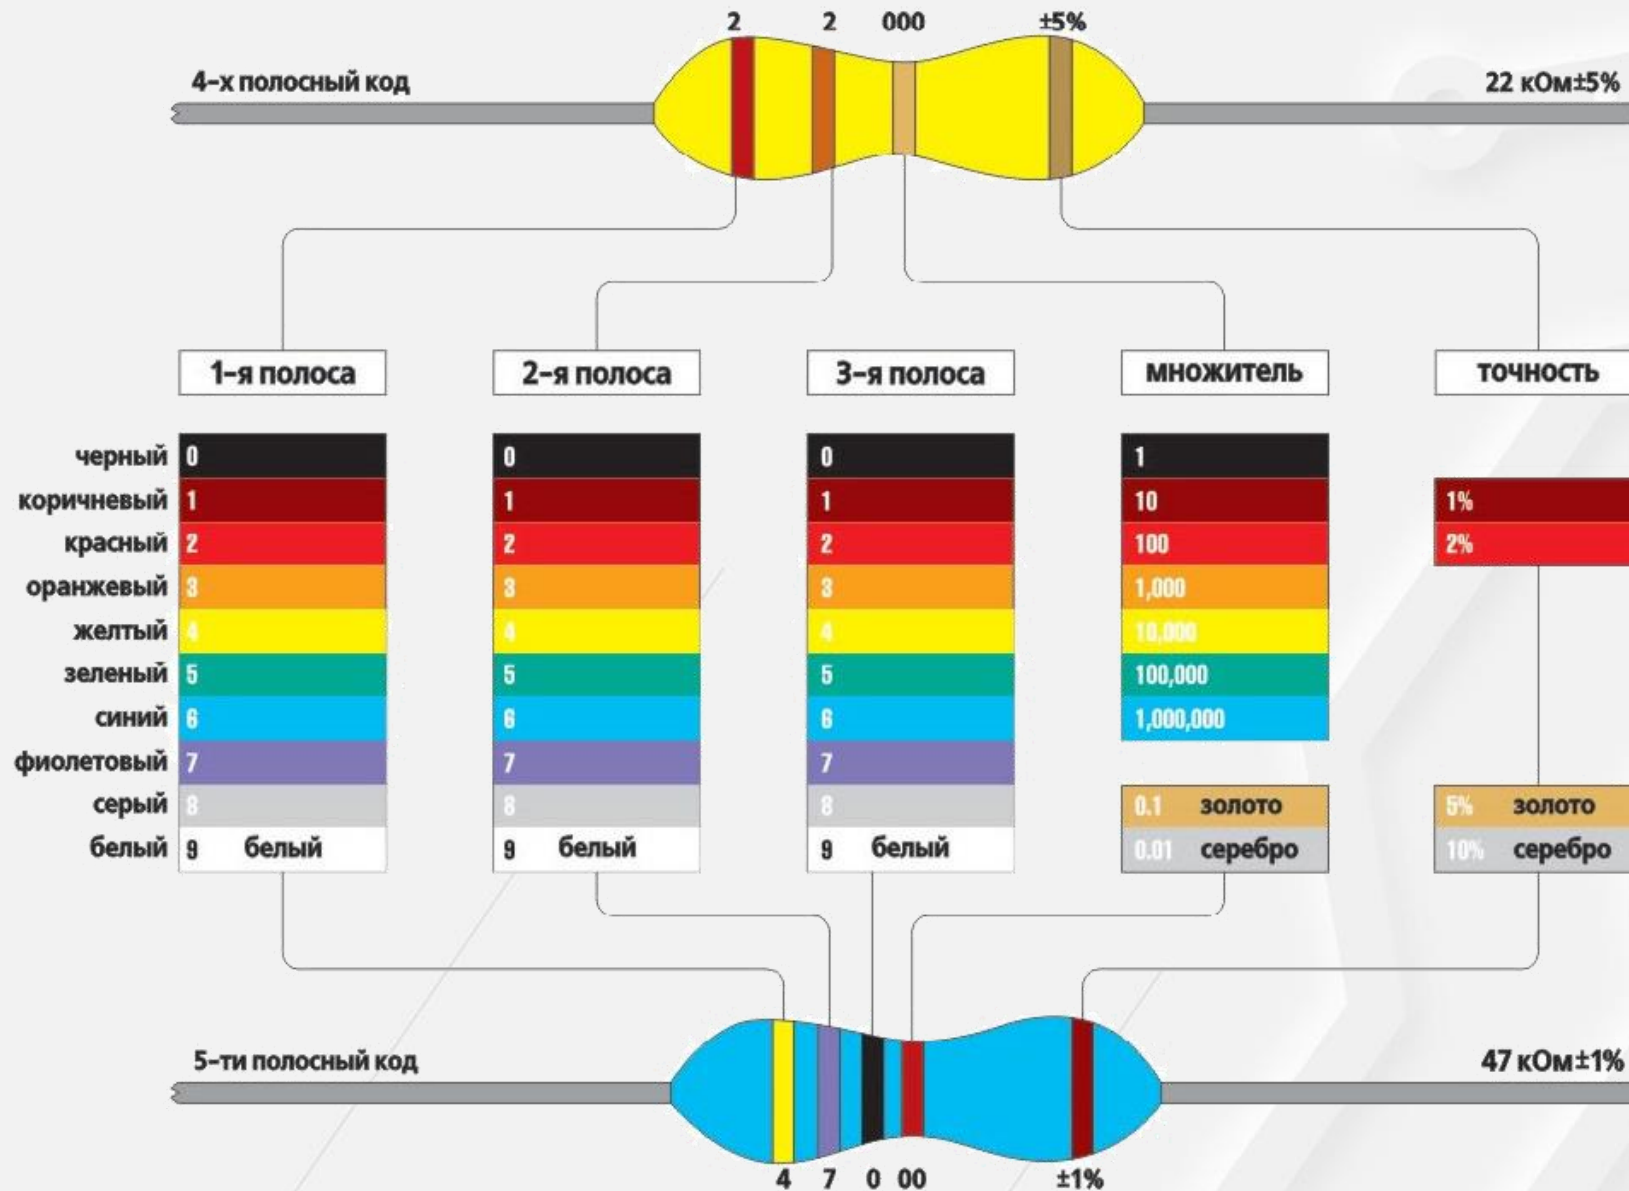 2 2 000 ±5%
4-х полосный код 22 кОм±5%
1-я полоса 2-я полоса 3-я полоса множитель точность
черный 0 0 0 1
коричневый 1 1 1 10 1%
красный 2 2 2 100 2%
оранжевый 3 3 3 1,000
желтый 4 4 4 10,000
зеленый 5 5 5 100,000
синий 6 6 6 1,000,000
фиолетовый 7 7 7
серый 8 8 8 0.1 золото 5% золото
белый 9 белый 9 белый 9 белый 0.01 серебро 10% серебро
5-ти полосный код 47 кОм±1%
4 7 0 00 ±1%